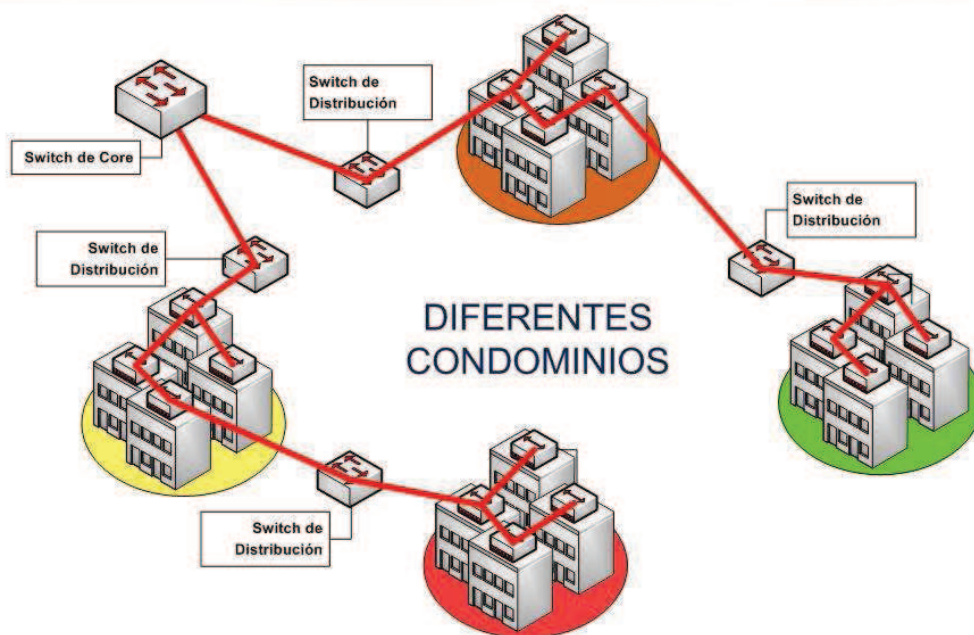 Switch de
Distribución
Switch de Core
Switch de
Distribución
Switch de
Distribución
DIFERENTES
CONDOMINIOS
Switch de
Distribución